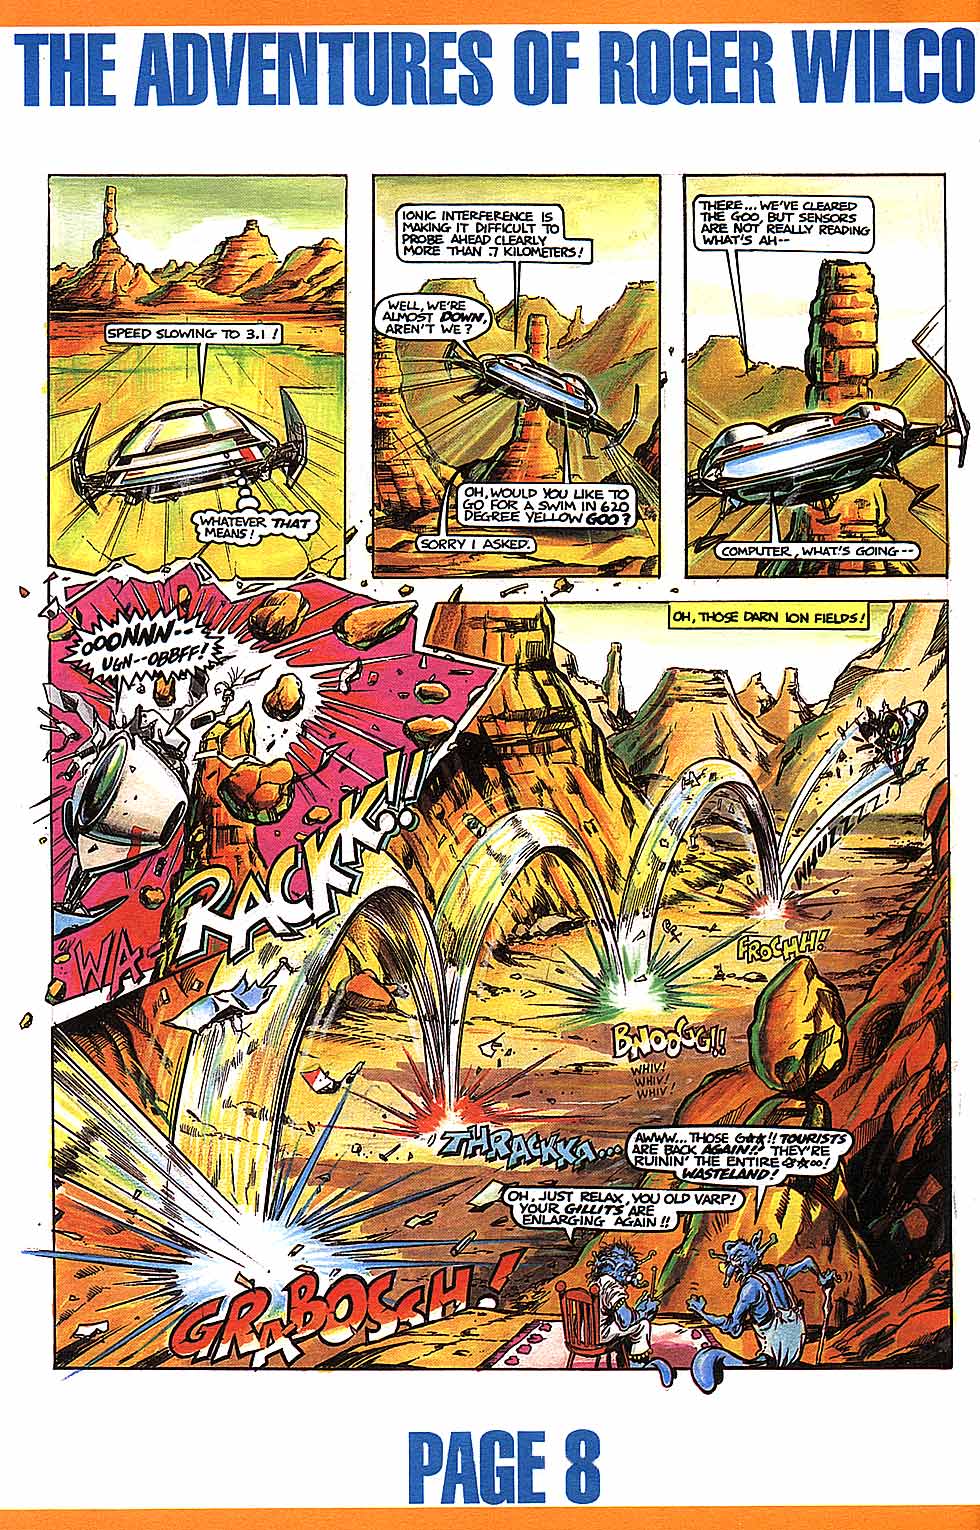 THE ADVENTURES OF ROGER WILCO
SPEED SLOWING TO 3.1!
WHATEVER THAT
MEANS!
IONIC INTERFERENCE IS
MAKING IT DIFFICULT TO
PROBE AHEAD CLEARLY
MORE THAN .7 KILOMETERS!
WELL, WE'RE
ALMOST DOWN,
AREN'T WE?
OH, WOULD YOU LIKE TO
GO FOR A SWIM IN 620
DEGREE YELLOW GOO?
SORRY I ASKED.
THERE... WE'VE CLEARED
THE GOO, BUT SENSORS
ARE NOT REALLY READING
WHAT'S AH--
COMPUTER, WHAT'S GOING--
OOONNN--
UGN--OBBFF!
WA-
RACKK!!
OH, THOSE DARN ION FIELDS!
WHUZZZ!
FROCHH!
BNOOGG!!
WHIV!
WHIV!
WHIV!
THRACKKA...
GRABOSCH!
AWWW... THOSE G*☆!! TOURISTS
ARE BACK AGAIN!! THEY'RE
RUININ' THE ENTIRE @☆∞!
WASTELAND!
OH, JUST RELAX, YOU OLD VARP!
YOUR GILLITS ARE
ENLARGING AGAIN!!
PAGE 8